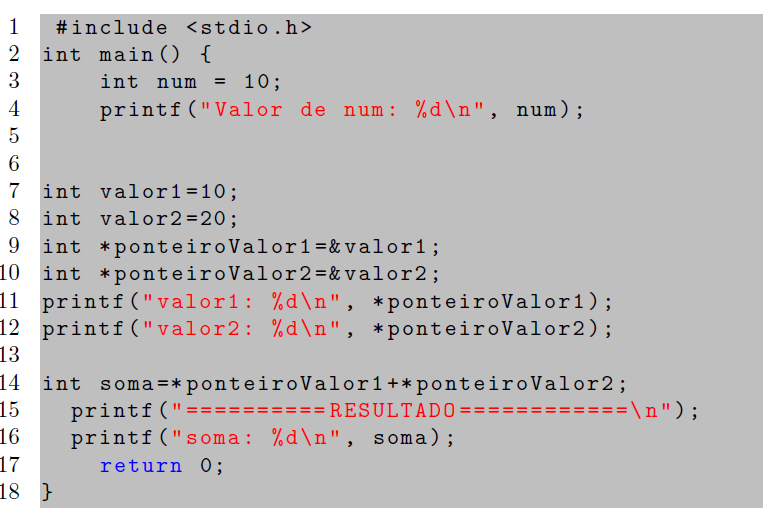 1 #include <stdio.h>
2 int main() {
3 int num = 10;
4 printf("Valor de num: %d\n", num);
5
6
7 int valor1=10;
8 int valor2=20;
9 int *ponteiroValor1=&valor1;
10 int *ponteiroValor2=&valor2;
11 printf("valor1: %d\n", *ponteiroValor1);
12 printf("valor2: %d\n", *ponteiroValor2);
13
14 int soma=*ponteiroValor1+*ponteiroValor2;
15 printf("==========RESULTADO============\n");
16 printf("soma: %d\n", soma);
17 return 0;
18 }